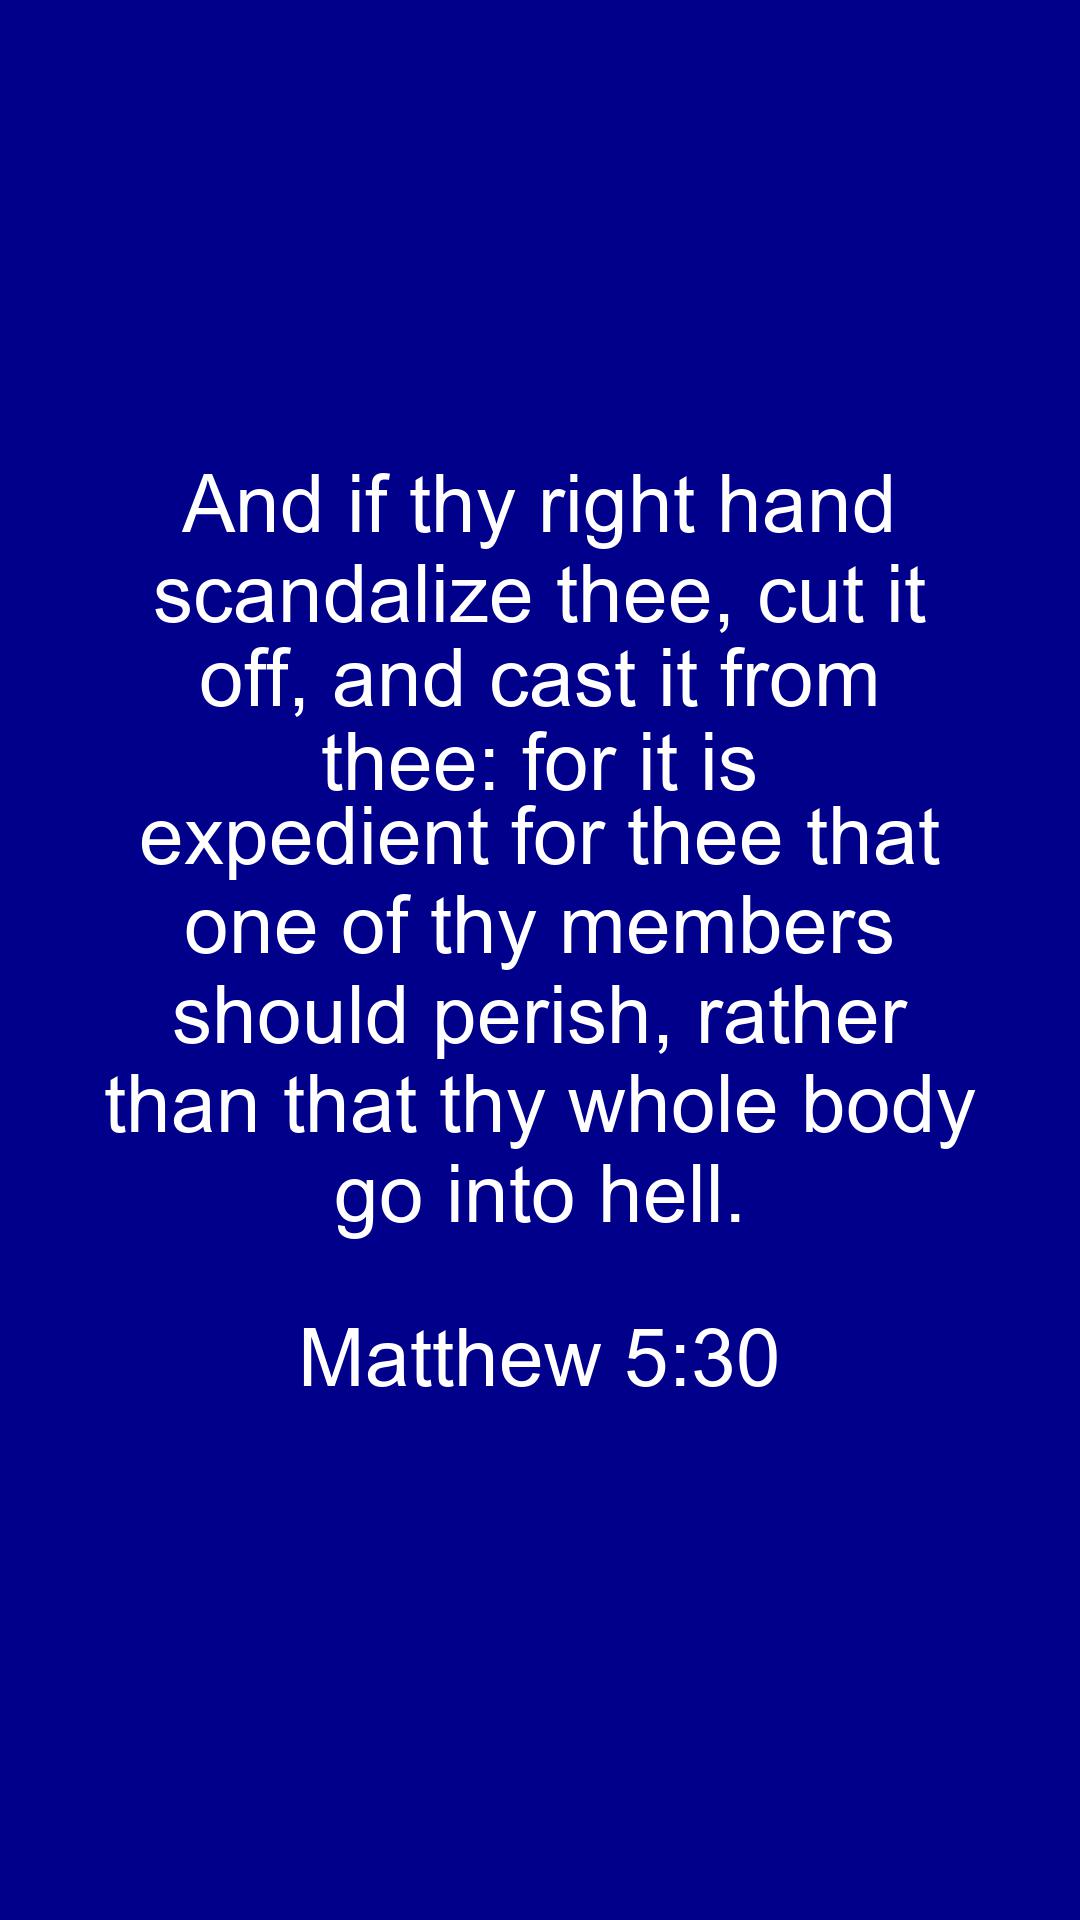 And if thy right hand
scandalize thee, cut it
off, and cast it from
thee: for it is
expedient for thee that
one of thy members
should perish, rather
than that thy whole body
go into hell.
Matthew 5:30